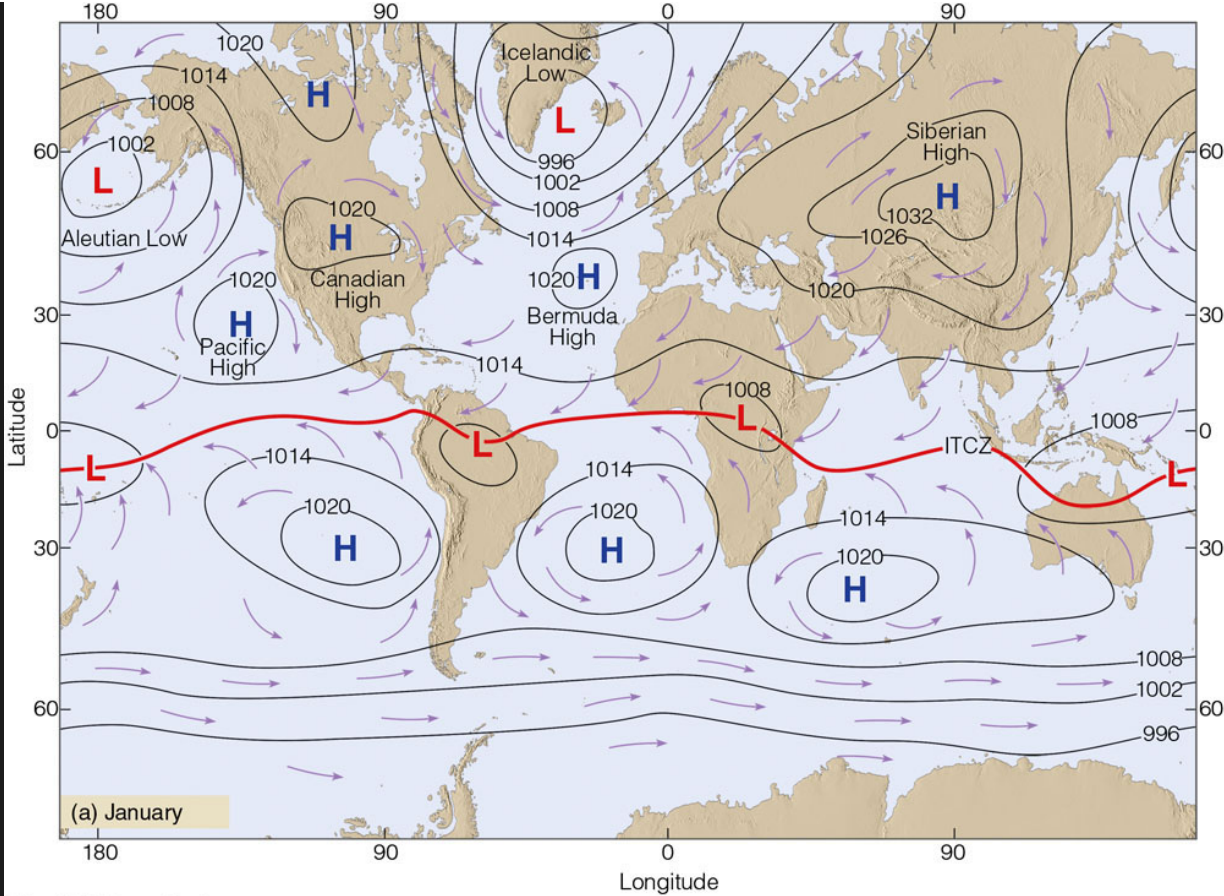 180 90 0 90
1020
Icelandic
Low
1014
H
1008
L
Siberian
High
60 60
1002
996
L
1002
H
1020
1008
1032
Aleutian Low
H
1014
1026
1020
1020
H
Canadian
High
1020
30 30
H
Bermuda
High
Pacific
High
1014
1008
L
1008
0 0
L
ITCZ
L
L
1014
1014
1020
1020
1014
30 30
H
H
1020
H
1008
1002
60 60
996
(a) January
180 90 0 90
Latitude
Longitude